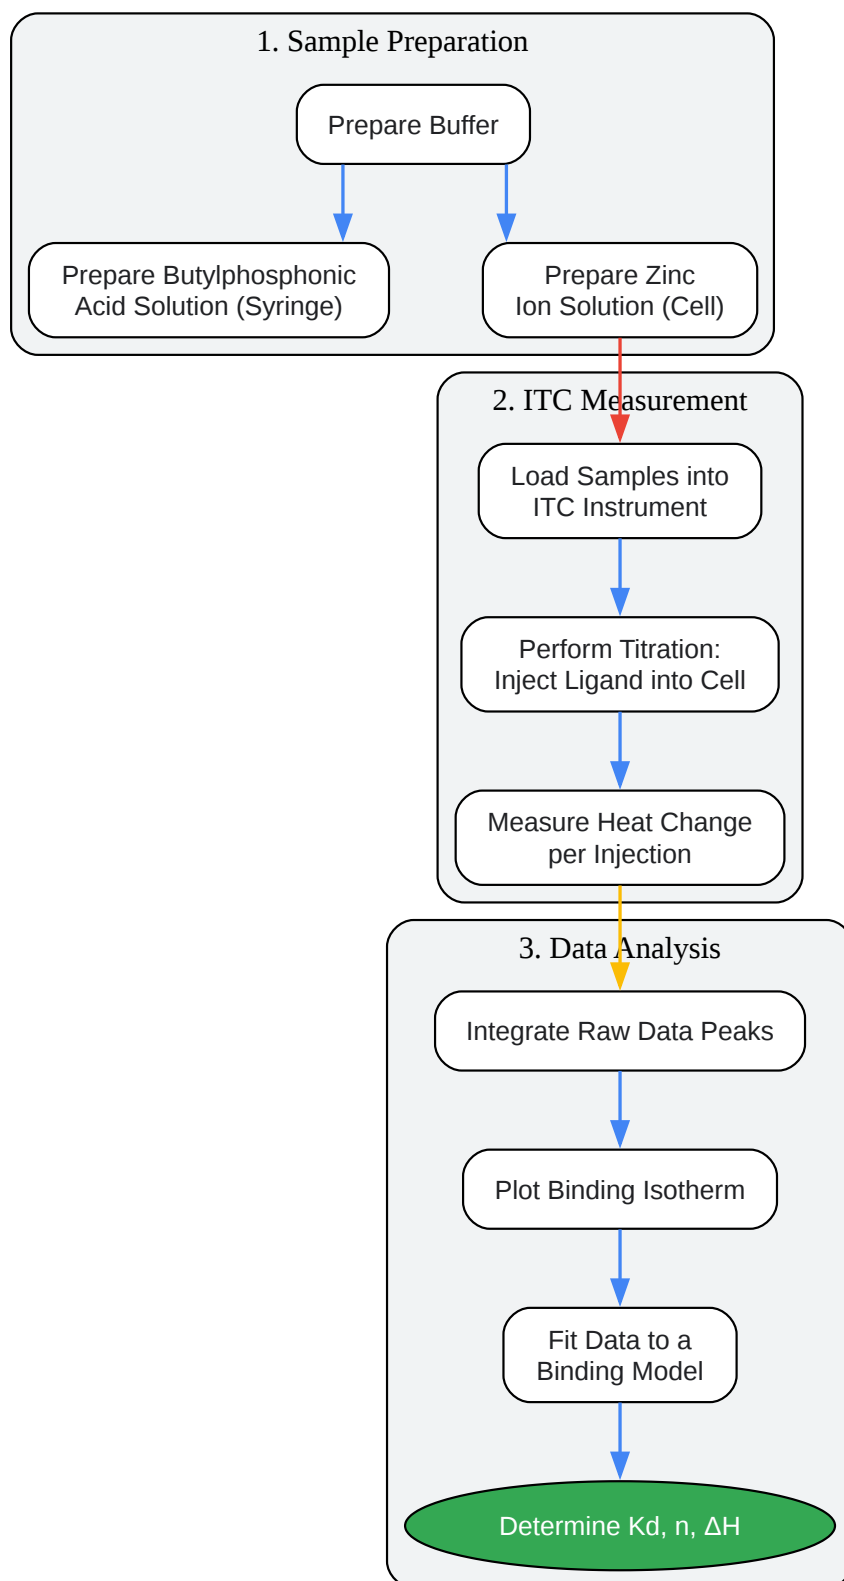 1. Sample Preparation
Prepare Buffer
Prepare Butylphosphonic
Acid Solution (Syringe)
Prepare Zinc
Ion Solution (Cell)
2. ITC Measurement
Load Samples into
ITC Instrument
Perform Titration:
Inject Ligand into Cell
Measure Heat Change
per Injection
3. Data Analysis
Integrate Raw Data Peaks
Plot Binding Isotherm
Fit Data to a
Binding Model
Determine Kd, n, ΔH